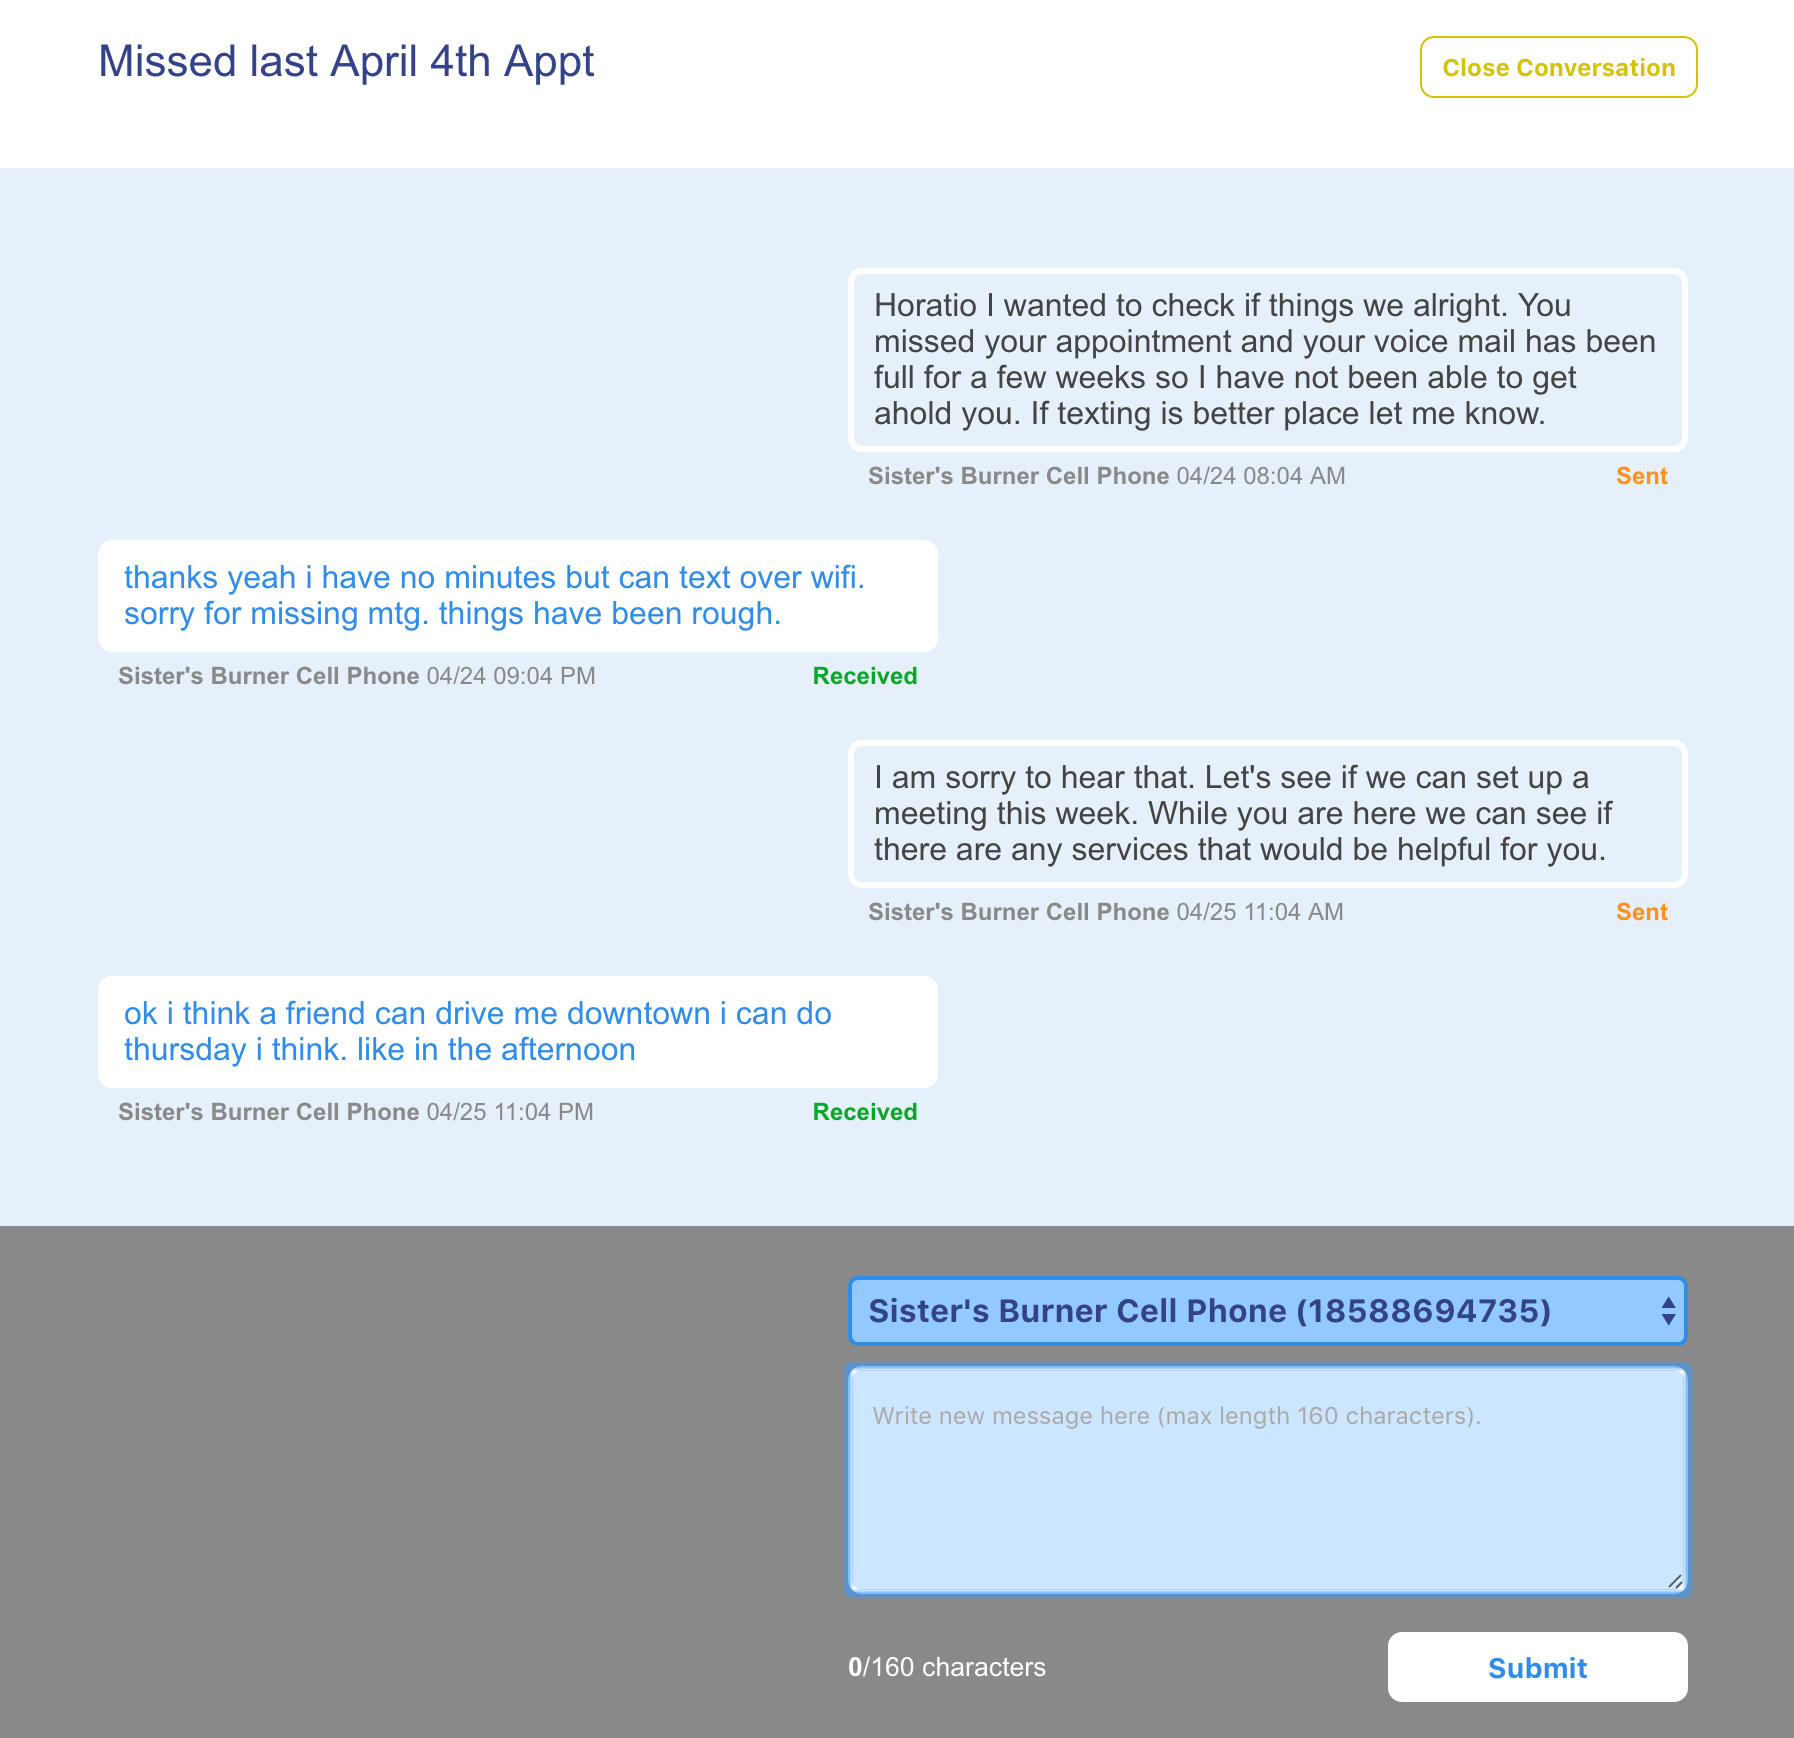 Missed last April 4th Appt
Close Conversation
Horatio I wanted to check if things we alright. You
missed your appointment and your voice mail has been
full for a few weeks so I have not been able to get
ahold you. If texting is better place let me know.
Sister's Burner Cell Phone 04/24 08:04 AM
Sent
thanks yeah i have no minutes but can text over wifi.
sorry for missing mtg. things have been rough.
Sister's Burner Cell Phone 04/24 09:04 PM
Received
I am sorry to hear that. Let's see if we can set up a
meeting this week. While you are here we can see if
there are any services that would be helpful for you.
Sister's Burner Cell Phone 04/25 11:04 AM
Sent
ok i think a friend can drive me downtown i can do
thursday i think. like in the afternoon
Sister's Burner Cell Phone 04/25 11:04 PM
Received
Sister's Burner Cell Phone (18588694735)
Write new message here (max length 160 characters).
0/160 characters
Submit